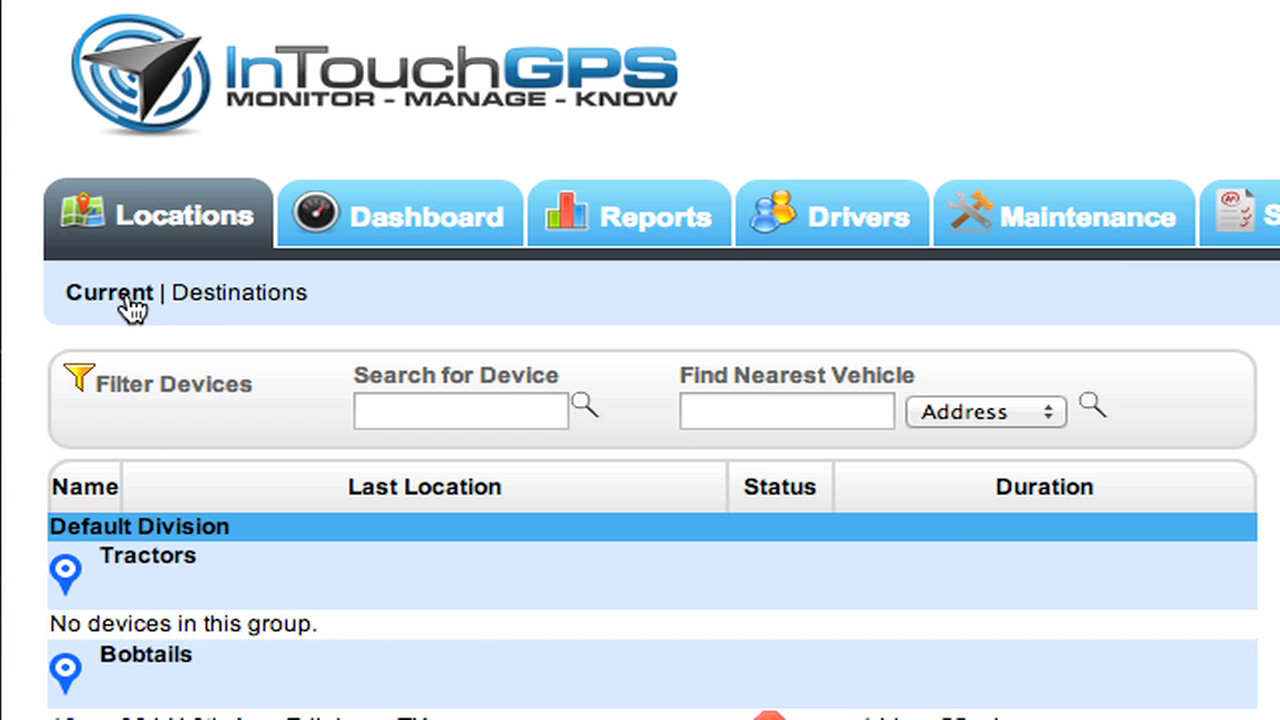 InTouchGPS
MONITOR - MANAGE - KNOW
Locations Dashboard Reports Drivers Maintenance
Current | Destinations
Filter Devices Search for Device Find Nearest Vehicle
Address
Name Last Location Status Duration
Default Division
Tractors
No devices in this group.
Bobtails